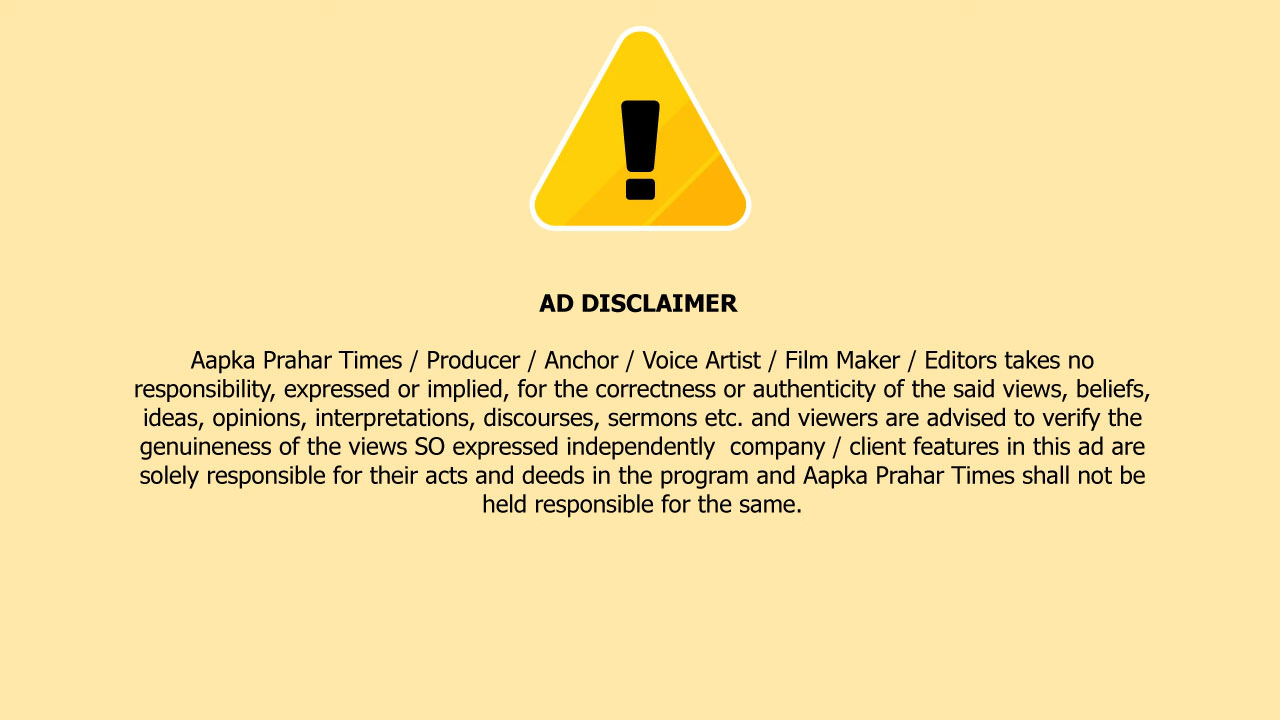 AD DISCLAIMER
Aapka Prahar Times / Producer / Anchor / Voice Artist / Film Maker / Editors takes no
responsibility, expressed or implied, for the correctness or authenticity of the said views, beliefs,
ideas, opinions, interpretations, discourses, sermons etc. and viewers are advised to verify the
genuineness of the views SO expressed independently  company / client features in this ad are
solely responsible for their acts and deeds in the program and Aapka Prahar Times shall not be
held responsible for the same.